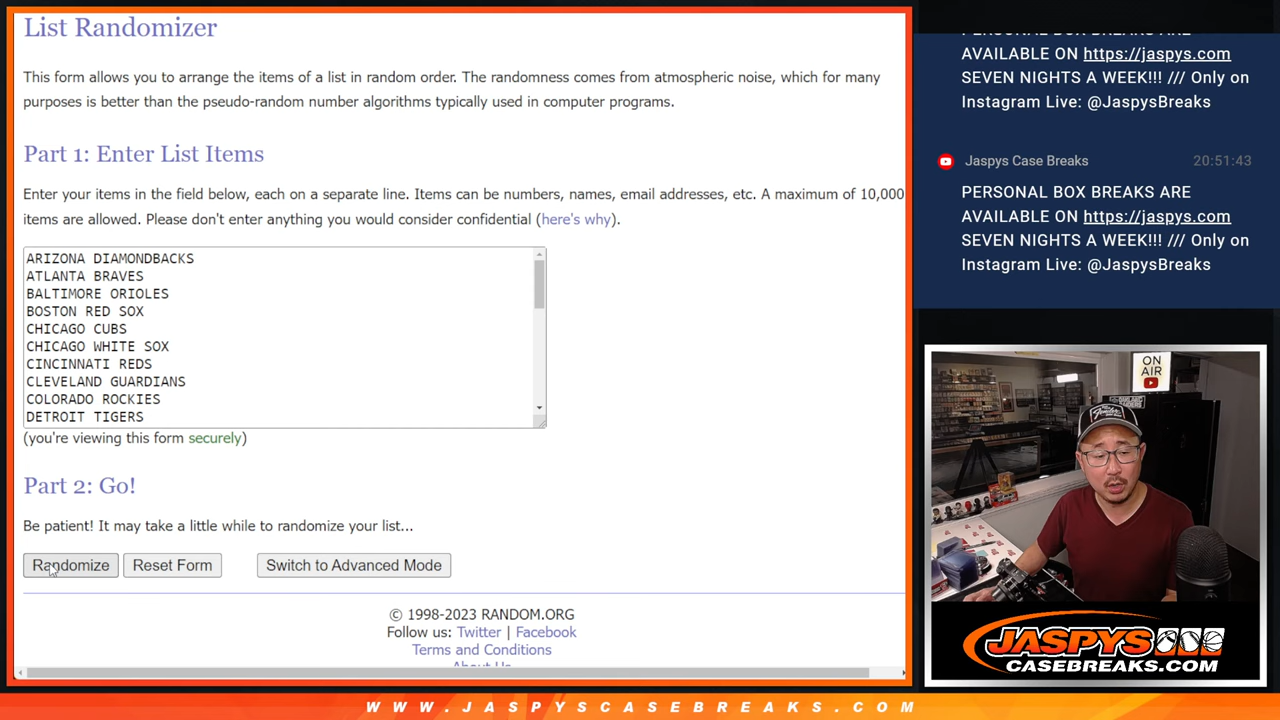 List Randomizer
This form allows you to arrange the items of a list in random order. The randomness comes from atmospheric noise, which for many
purposes is better than the pseudo-random number algorithms typically used in computer programs.
Part 1: Enter List Items
Enter your items in the field below, each on a separate line. Items can be numbers, names, email addresses, etc. A maximum of 10,000
items are allowed. Please don't enter anything you would consider confidential (here's why).
ARIZONA DIAMONDBACKS
ATLANTA BRAVES
BALTIMORE ORIOLES
BOSTON RED SOX
CHICAGO CUBS
CHICAGO WHITE SOX
CINCINNATI REDS
CLEVELAND GUARDIANS
COLORADO ROCKIES
DETROIT TIGERS
(you're viewing this form securely)
Part 2: Go!
Be patient! It may take a little while to randomize your list...
Randomize Reset Form Switch to Advanced Mode
© 1998-2023 RANDOM.ORG
Follow us: Twitter | Facebook
Terms and Conditions
About Us
PERSONAL BOX BREAKS ARE
AVAILABLE ON https://jaspys.com
SEVEN NIGHTS A WEEK!!! /// Only on
Instagram Live: @JaspysBreaks
Jaspys Case Breaks 20:51:43
PERSONAL BOX BREAKS ARE
AVAILABLE ON https://jaspys.com
SEVEN NIGHTS A WEEK!!! /// Only on
Instagram Live: @JaspysBreaks
ON
AIR
Fender
JASPYS
CASEBREAKS.COM
WWW.JASPYSCASEBREAKS.COM